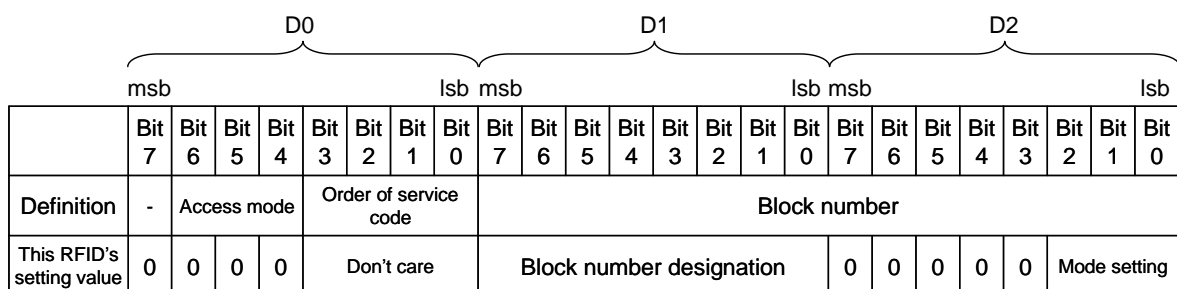 D0 D1 D2
msb lsb msb lsb msb lsb
Bit 7 Bit 6 Bit 5 Bit 4 Bit 3 Bit 2 Bit 1 Bit 0 Bit 7 Bit 6 Bit 5 Bit 4 Bit 3 Bit 2 Bit 1 Bit 0 Bit 7 Bit 6 Bit 5 Bit 4 Bit 3 Bit 2 Bit 1 Bit 0
Definition - Access mode Order of service code Block number
This RFID's setting value 0 0 0 0 Don't care Block number designation 0 0 0 0 0 Mode setting